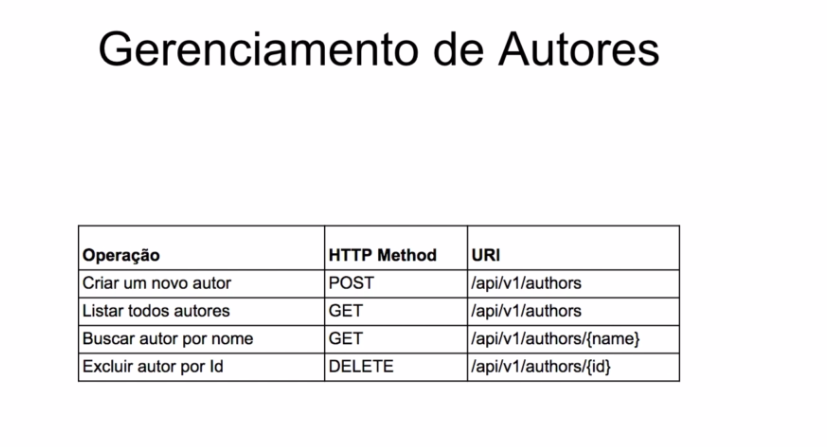 Gerenciamento de Autores
Operação HTTP Method URI
Criar um novo autor POST /api/v1/authors
Listar todos autores GET /api/v1/authors
Buscar autor por nome GET /api/v1/authors/{name}
Excluir autor por Id DELETE /api/v1/authors/{id}